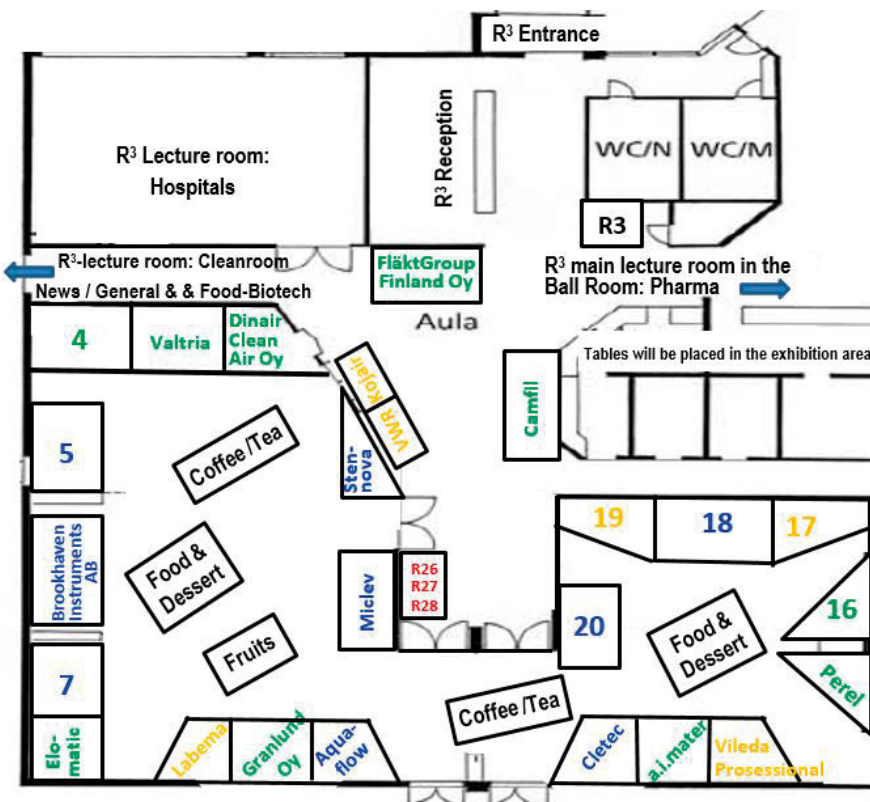 R³ Entrance
R³ Lecture room:
Hospitals
R³ Reception
WC/N
WC/M
R3
R³-lecture room: Cleanroom
News / General & & Food-Biotech
FläktGroup
Finland Oy
R³ main lecture room in the
Ball Room: Pharma
Aula
4
Valtria
Dinair
Clean
Air Oy
Tables will be placed in the exhibition area
Kojair
VWR
Camfil
5
Coffee /Tea
Sten-
nova
19
18
17
Brookhaven
Instruments
AB
Food &
Dessert
Miclev
R26
R27
R28
20
Food &
Dessert
16
Fruits
7
Perel
Coffee /Tea
Elo-
matic
Labema
Granlund
Oy
Aqua-
flow
Cletec
a.i.mater
Vileda
Prosessional